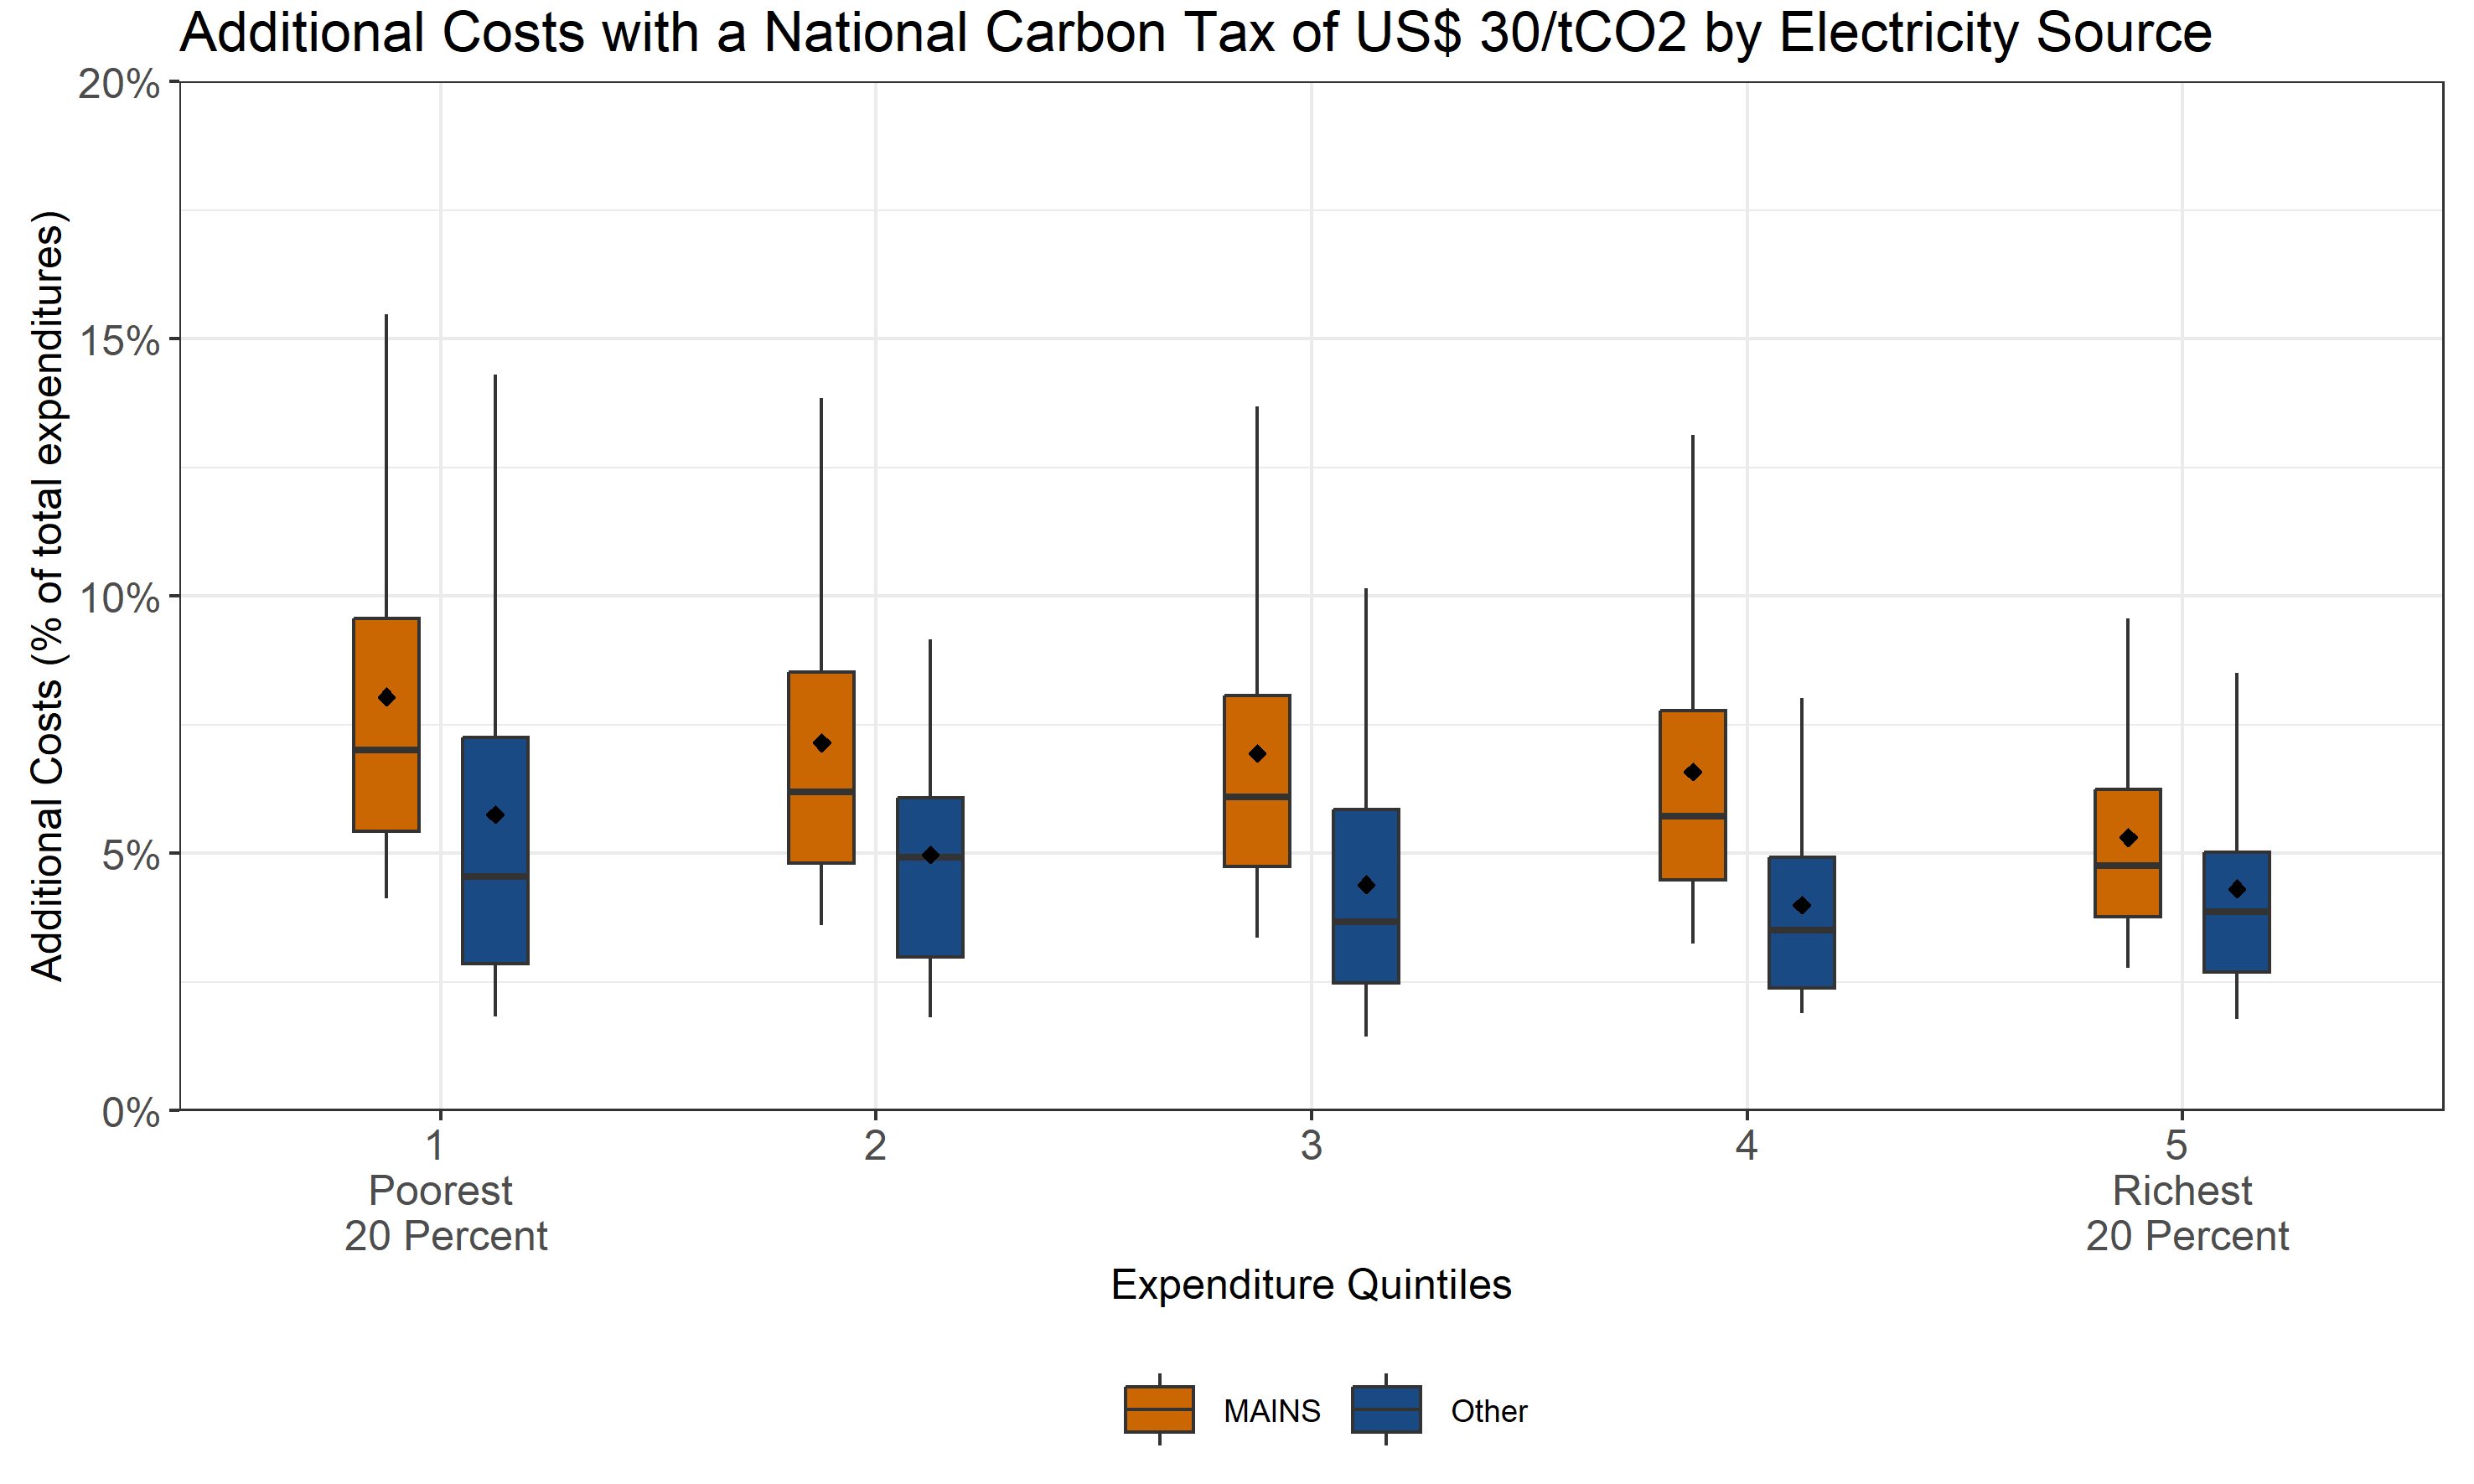 Additional Costs with a National Carbon Tax of US$ 30/tCO2 by Electricity Source
Additional Costs (% of total expenditures)
20%
15%
10%
5%
0%
1
Poorest
20 Percent
2
3
4
5
Richest
20 Percent
Expenditure Quintiles
MAINS
Other